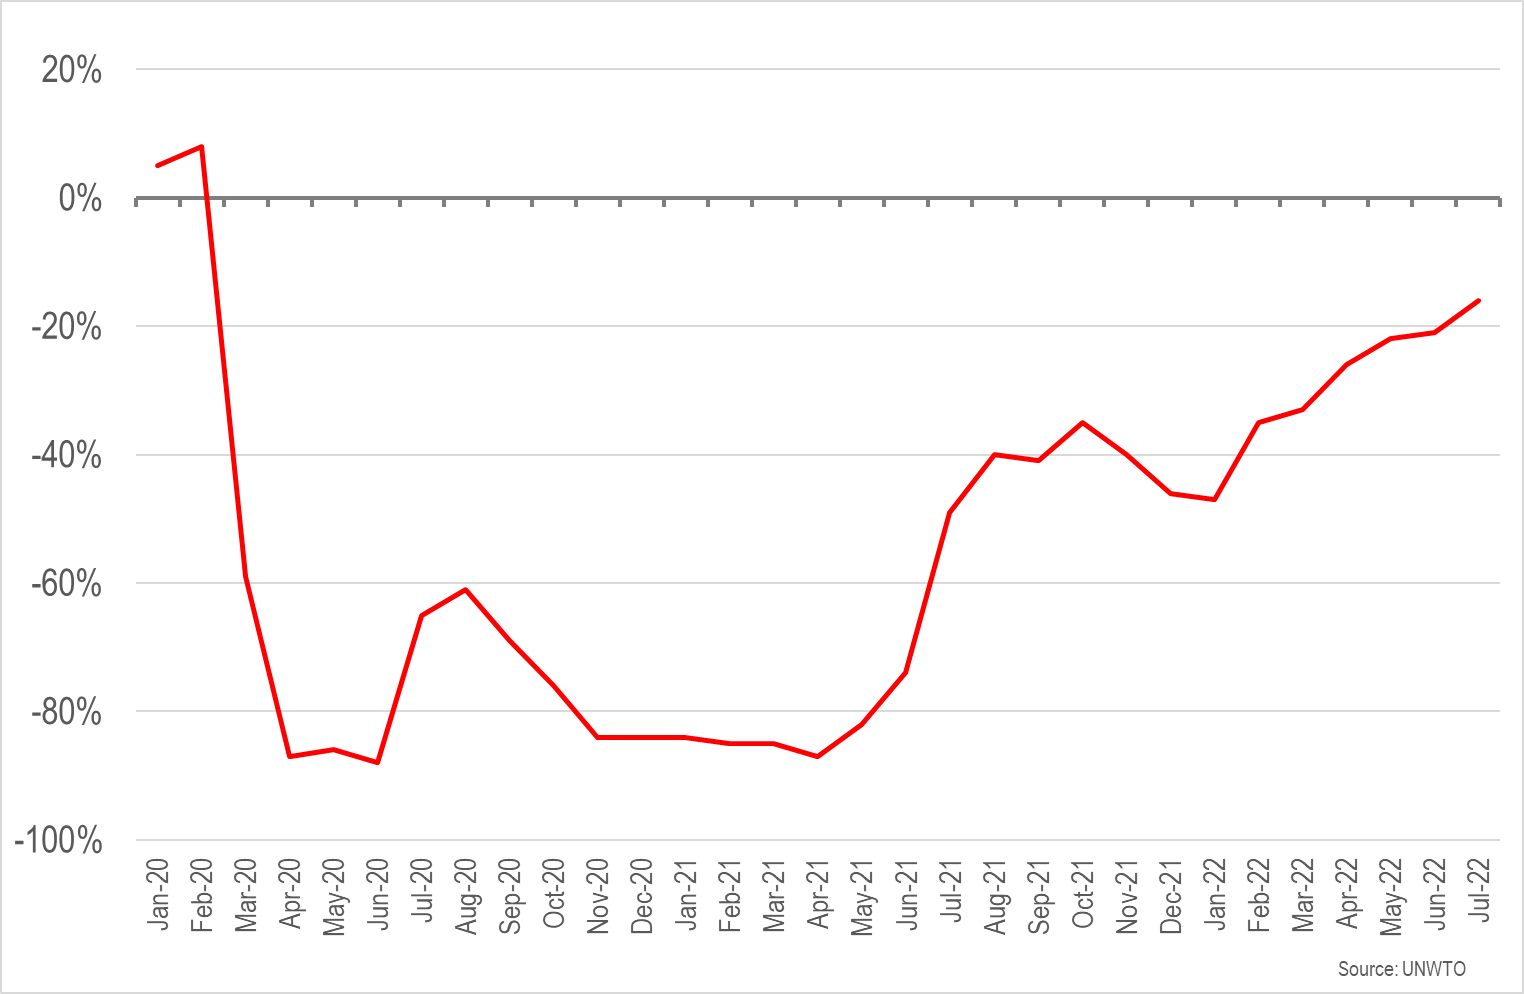 20%
0%
-20%
-40%
-60%
-80%
-100%
Jan-20
Feb-20
Mar-20
Apr-20
May-20
Jun-20
Jul-20
Aug-20
Sep-20
Oct-20
Nov-20
Dec-20
Jan-21
Feb-21
Mar-21
Apr-21
May-21
Jun-21
Jul-21
Aug-21
Sep-21
Oct-21
Nov-21
Dec-21
Jan-22
Feb-22
Mar-22
Apr-22
May-22
Jun-22
Jul-22
Source: UNWTO